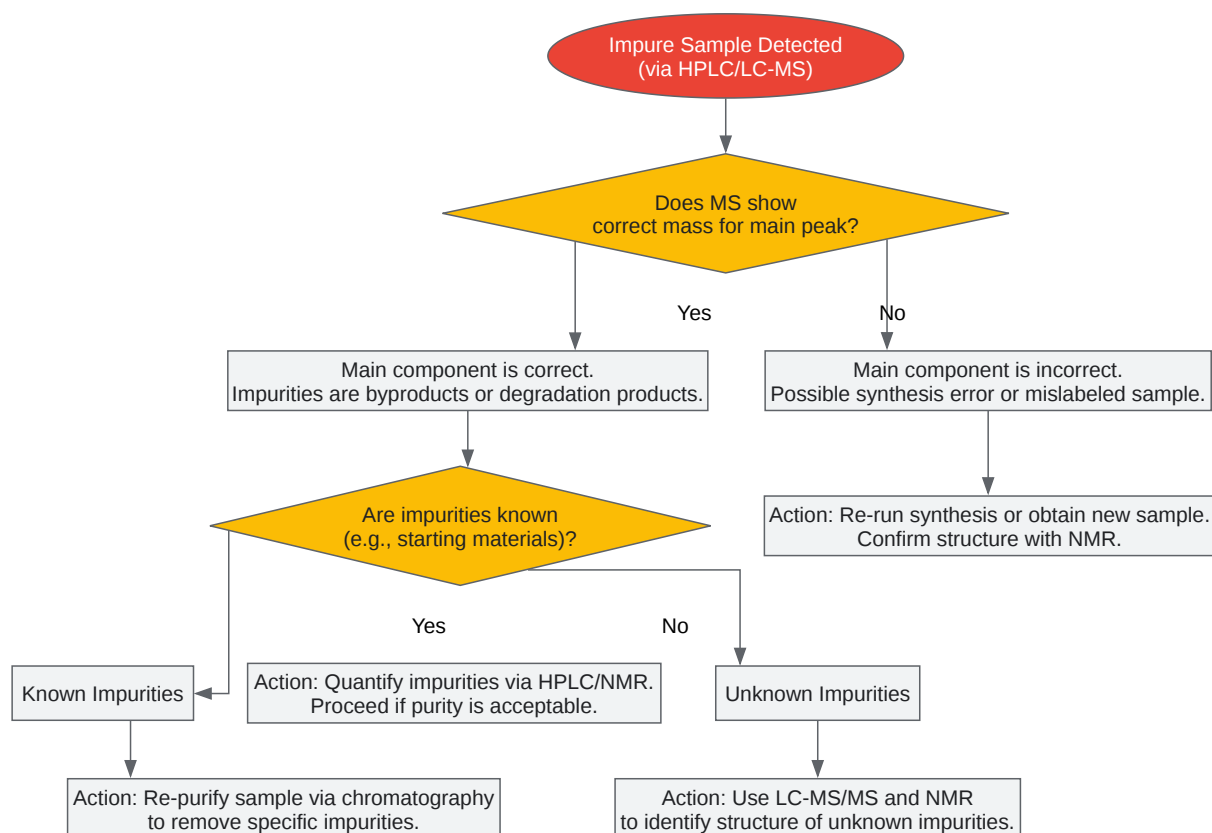 Impure Sample Detected
(via HPLC/LC-MS)
Does MS show
correct mass for main peak?
Yes
No
Main component is correct.
Impurities are byproducts or degradation products.
Main component is incorrect.
Possible synthesis error or mislabeled sample.
Are impurities known
(e.g., starting materials)?
Action: Re-run synthesis or obtain new sample.
Confirm structure with NMR.
Yes
No
Known Impurities
Action: Quantify impurities via HPLC/NMR.
Proceed if purity is acceptable.
Unknown Impurities
Action: Re-purify sample via chromatography
to remove specific impurities.
Action: Use LC-MS/MS and NMR
to identify structure of unknown impurities.